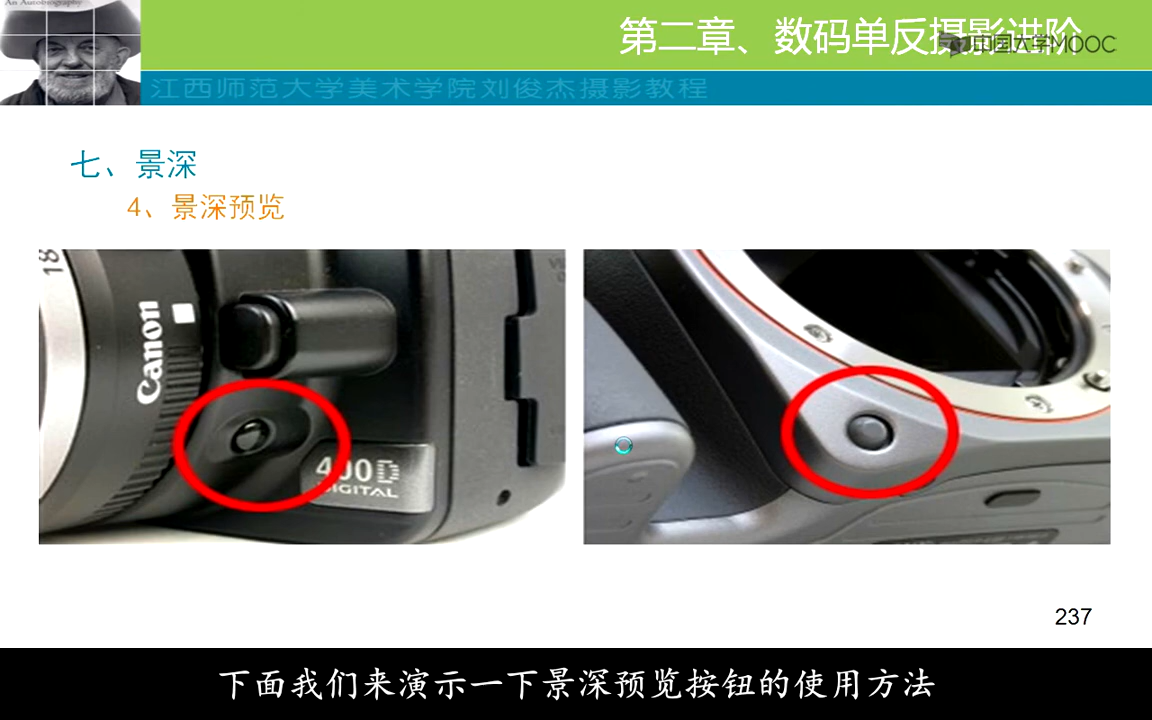 An Autobiography
第二章、数码单反摄影进阶
中国大学MOOC
江西师范大学美术学院刘俊杰摄影教程
七、景深
4、景深预览
18
Canon
400D
DIGITAL
237
下面我们来演示一下景深预览按钮的使用方法